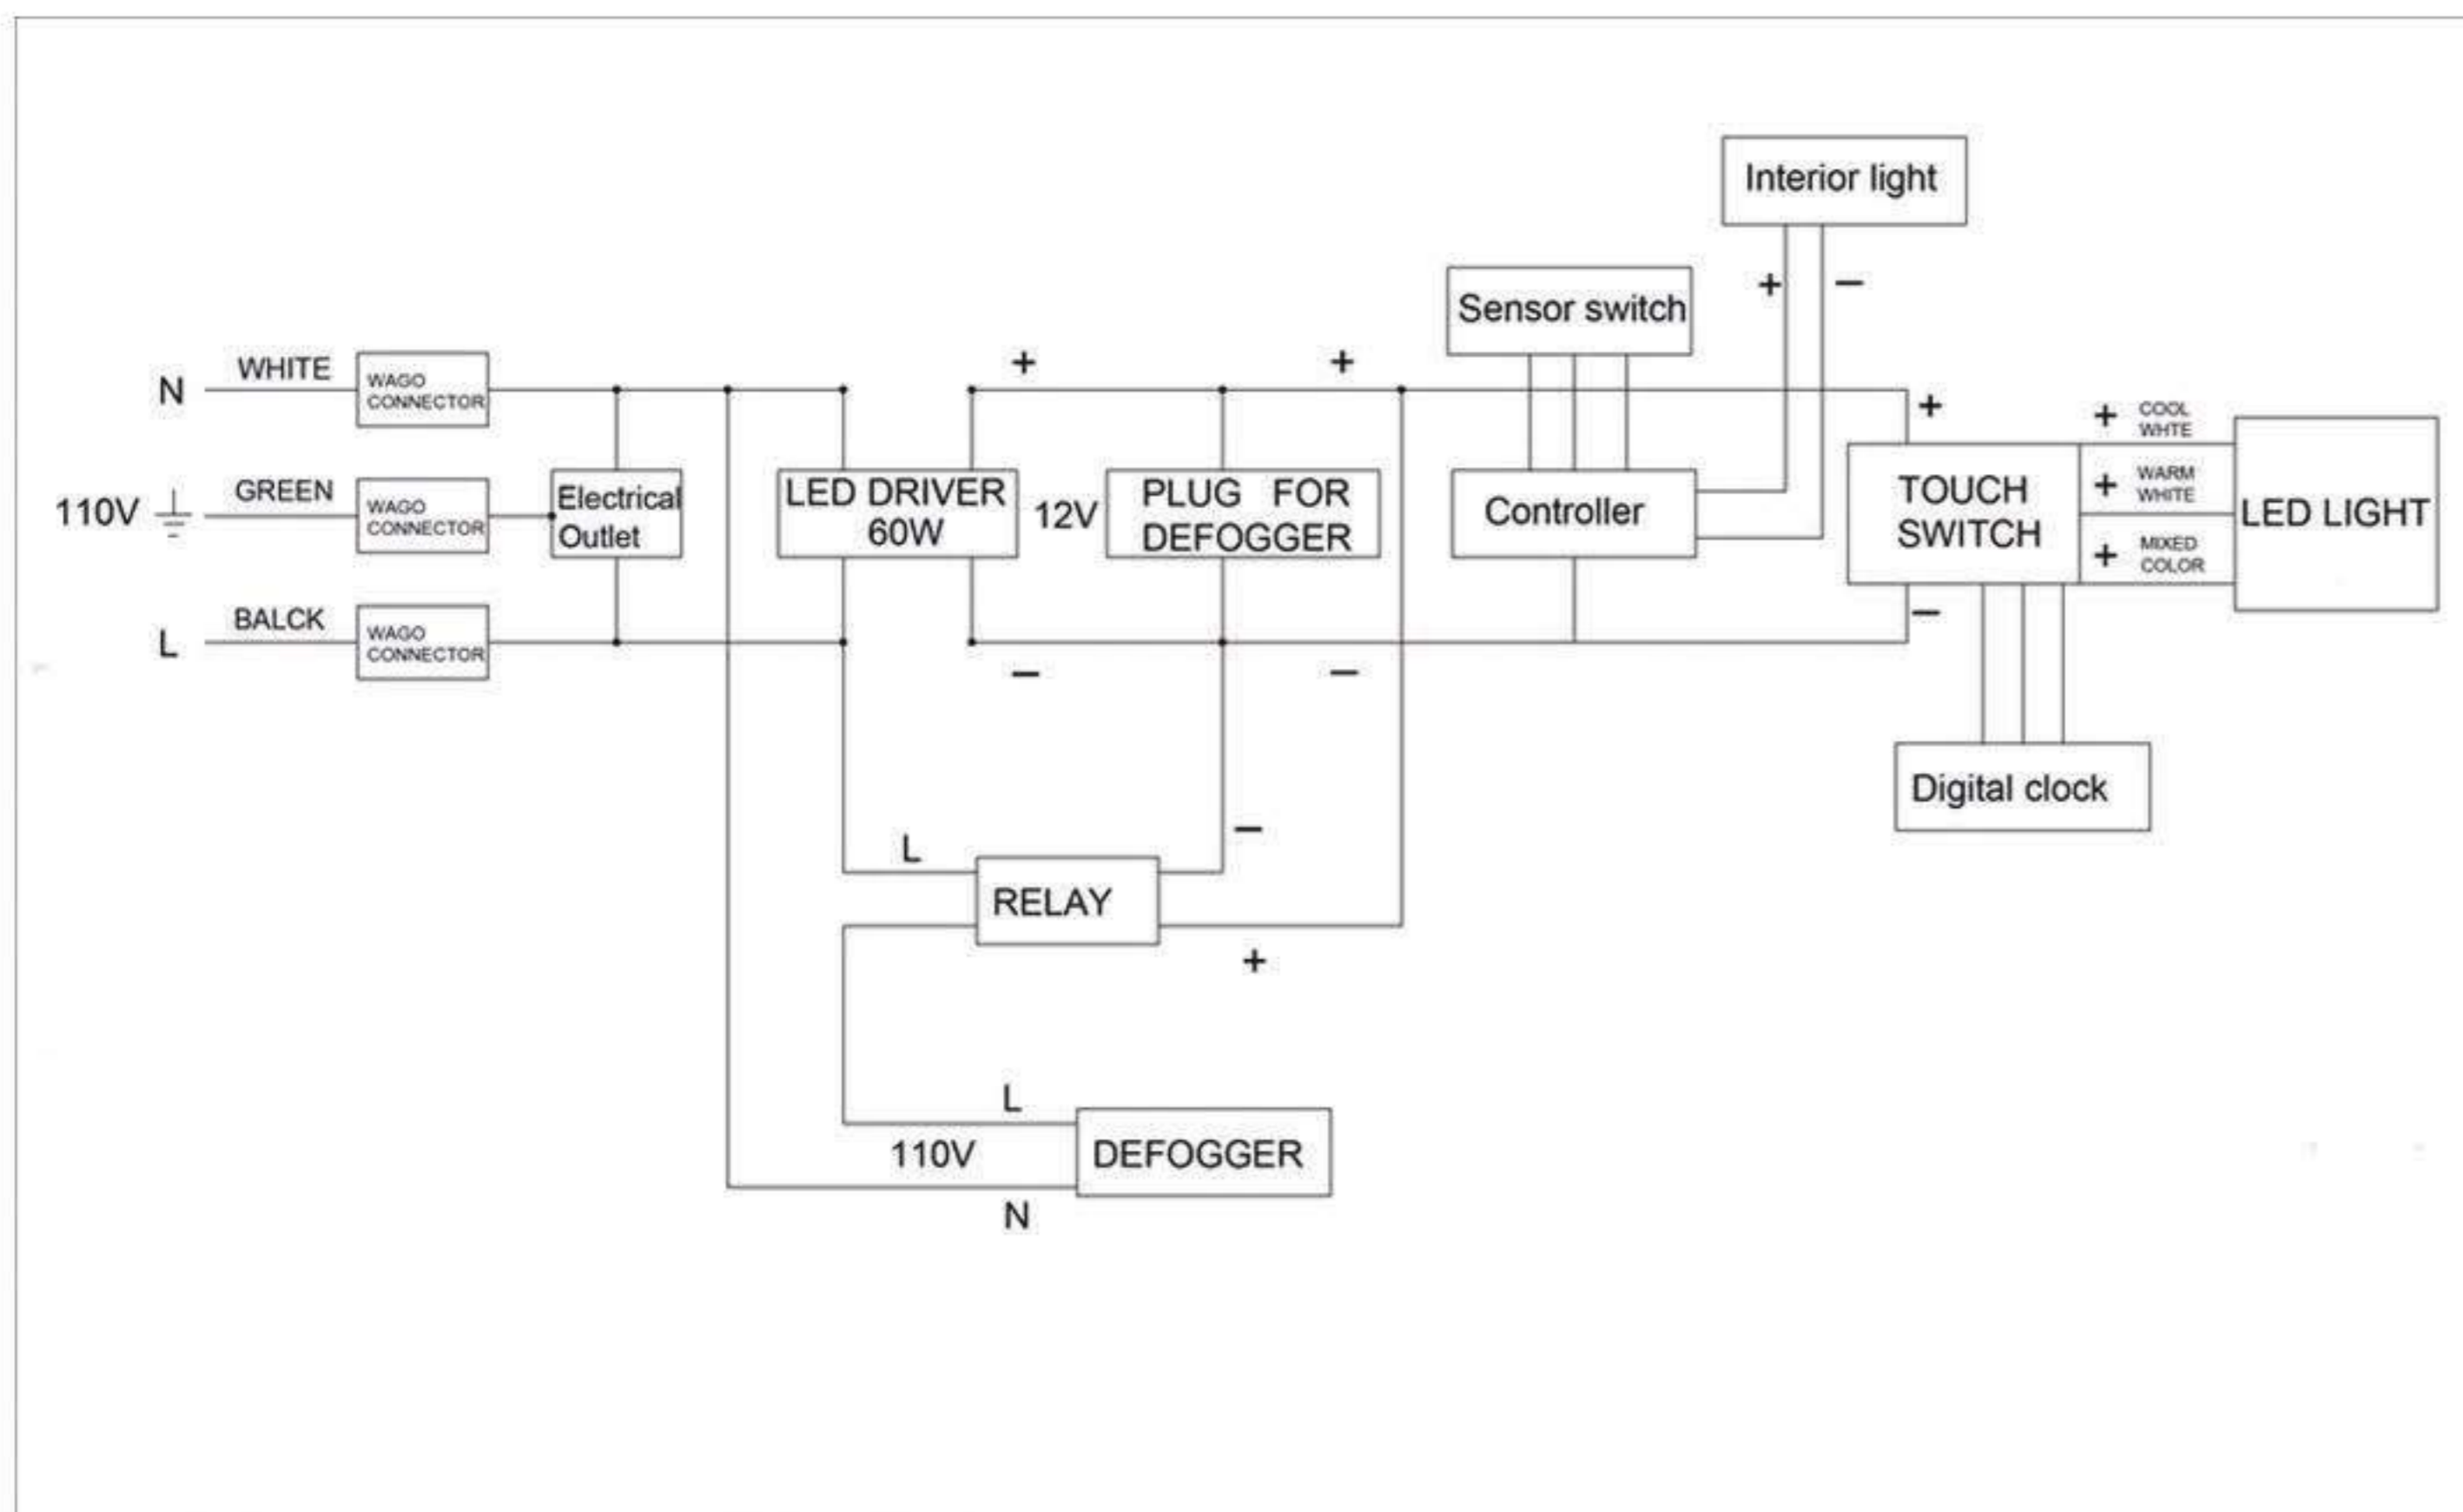 Interior light
+ −
Sensor switch
N WHITE WAGO
CONNECTOR
+ +
110V GREEN WAGO
CONNECTOR
Electrical
Outlet
LED DRIVER
60W
12V
PLUG FOR
DEFOGGER
Controller
+
TOUCH
SWITCH
−
+ COOL
WHTE
+ WARM
WHITE
+ MIXED
COLOR
LED LIGHT
L BALCK WAGO
CONNECTOR
− −
Digital clock
L
RELAY
−
+
L
110V
N
DEFOGGER